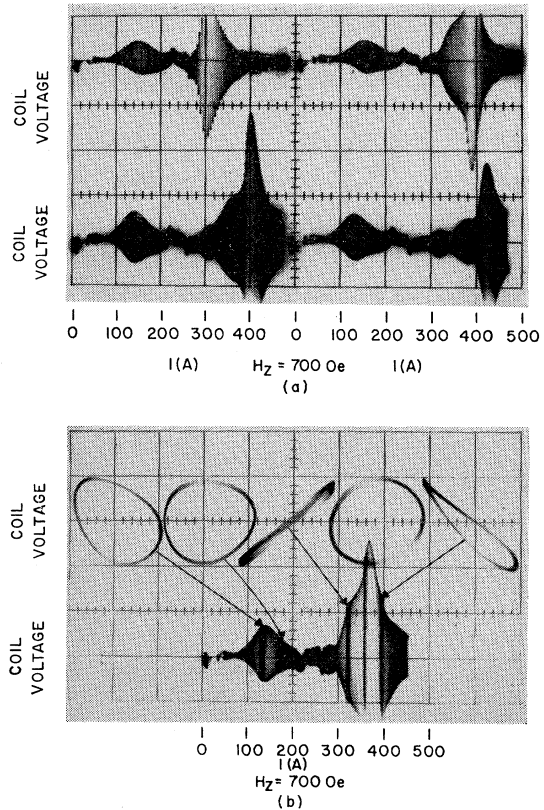 COIL
VOLTAGE
COIL
VOLTAGE
0 100 200 300 400 0 100 200 300 400 500
I(A) HZ = 700 Oe I(A)
(a)
COIL
VOLTAGE
COIL
VOLTAGE
0 100 200 300 400 500
I(A)
HZ = 700 Oe
(b)